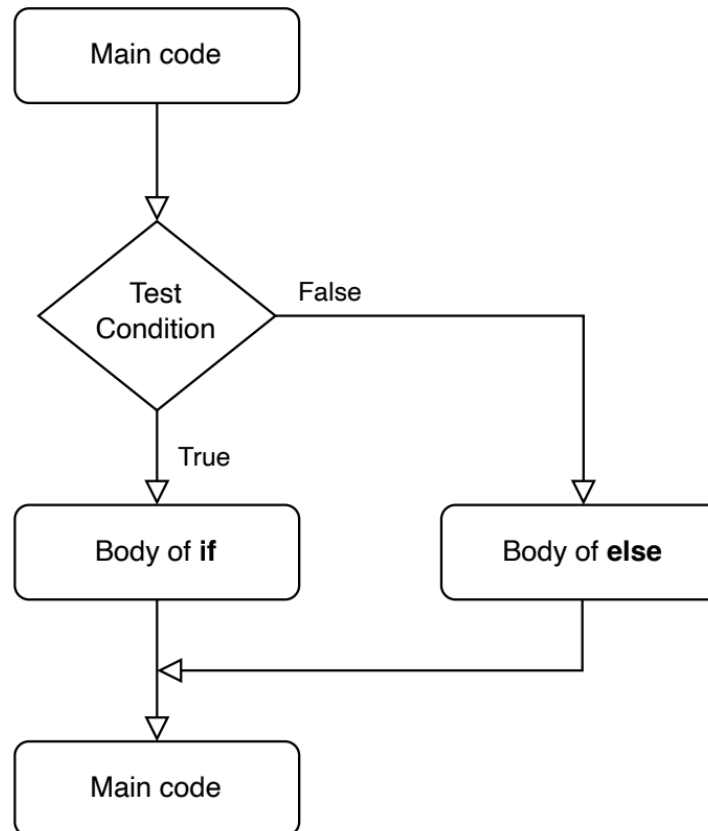 Main code
Test
Condition
False
True
Body of if
Body of else
Main code